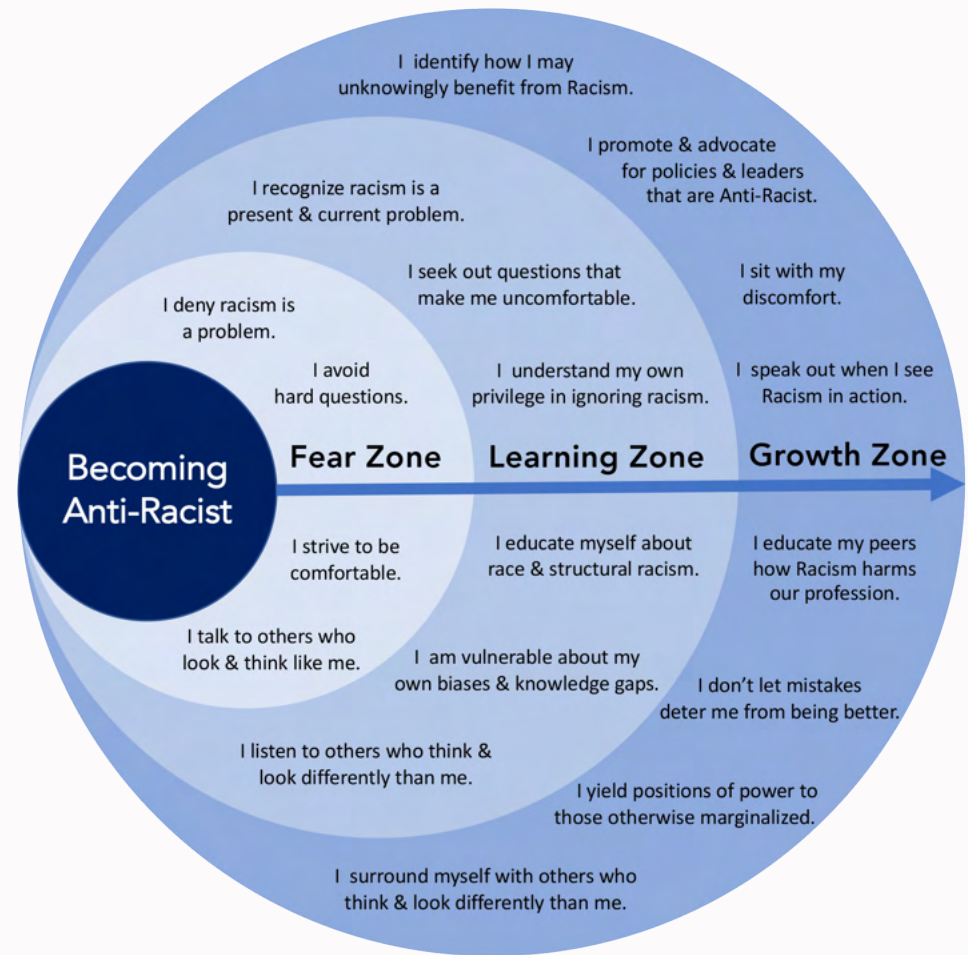 I identify how I may
unknowingly benefit from Racism.
I promote & advocate
for policies & leaders
that are Anti-Racist.
I recognize racism is a
present & current problem.
I seek out questions that
make me uncomfortable.
I sit with my
discomfort.
I deny racism is
a problem.
I avoid
hard questions.
I understand my own
privilege in ignoring racism.
I speak out when I see
Racism in action.
Becoming
Anti-Racist
Fear Zone
Learning Zone
Growth Zone
I strive to be
comfortable.
I educate myself about
race & structural racism.
I educate my peers
how Racism harms
our profession.
I talk to others who
look & think like me.
I am vulnerable about my
own biases & knowledge gaps.
I don’t let mistakes
deter me from being better.
I listen to others who think &
look differently than me.
I yield positions of power to
those otherwise marginalized.
I surround myself with others who
think & look differently than me.